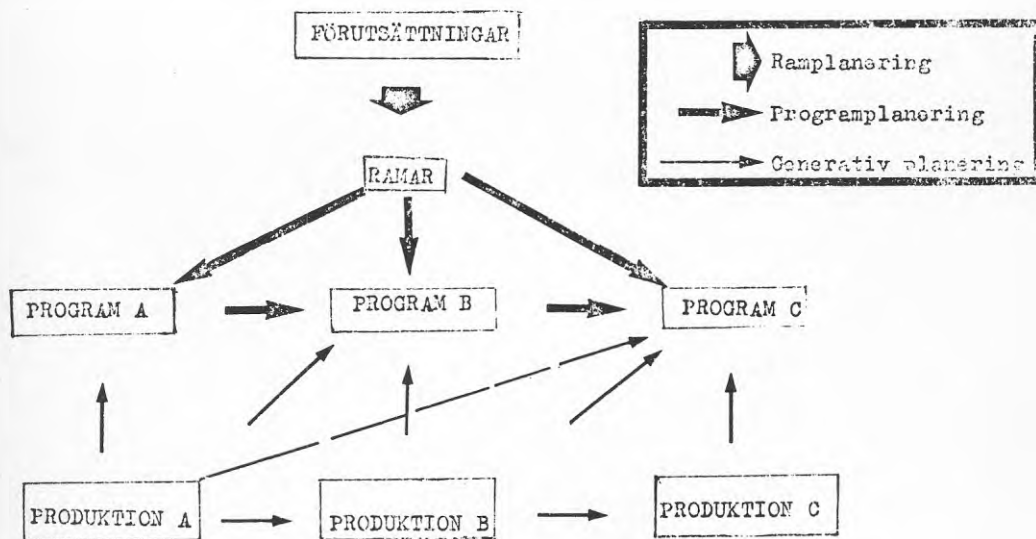 FÖRUTSÄTTNINGAR
Ramplanering
Programplanering
Generativ planering
RAMAR
PROGRAM A
PROGRAM B
PROGRAM C
PRODUKTION A
PRODUKTION B
PRODUKTION C